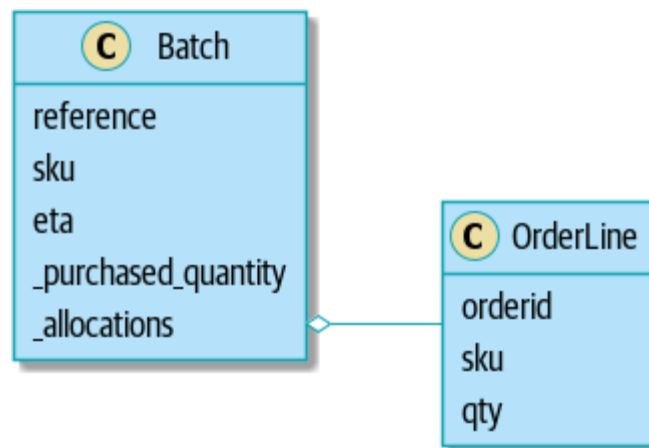 C Batch
reference
sku
eta
_purchased_quantity
_allocations
C OrderLine
orderid
sku
qty